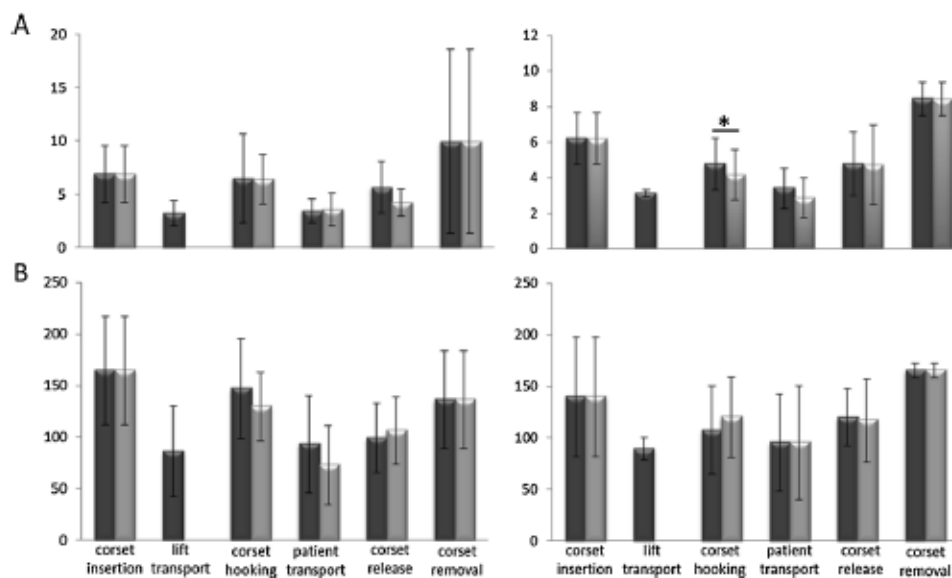 A
20
15
10
5
0
12
10
8
6
4
2
0
*
B
250
200
150
100
50
0
250
200
150
100
50
0
corset insertion
lift transport
corset hooking
patient transport
corset release
corset removal
corset insertion
lift transport
corset hooking
patient transport
corset release
corset removal